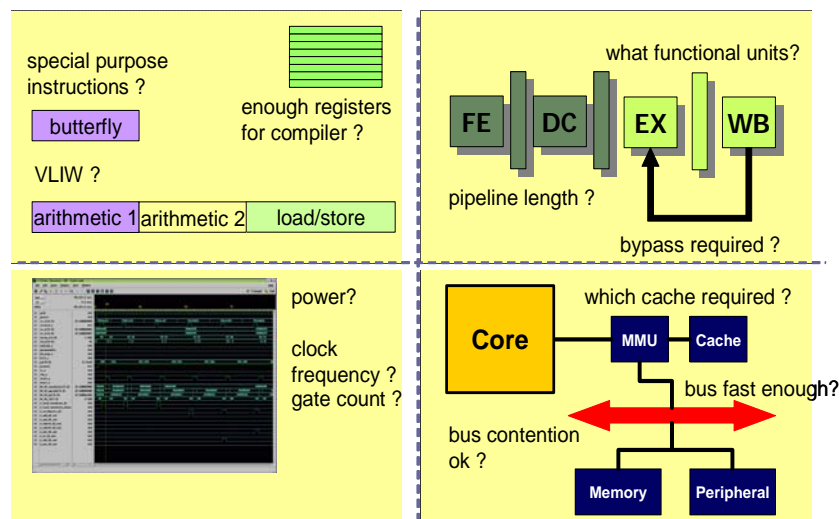 special purpose
instructions ?
butterfly
enough registers
for compiler ?
VLIW ?
arithmetic 1 arithmetic 2 load/store
what functional units?
FE DC EX WB
pipeline length ?
bypass required ?
power?
clock
frequency ?
gate count ?
which cache required ?
Core
MMU
Cache
bus fast enough?
bus contention
ok ?
Memory
Peripheral